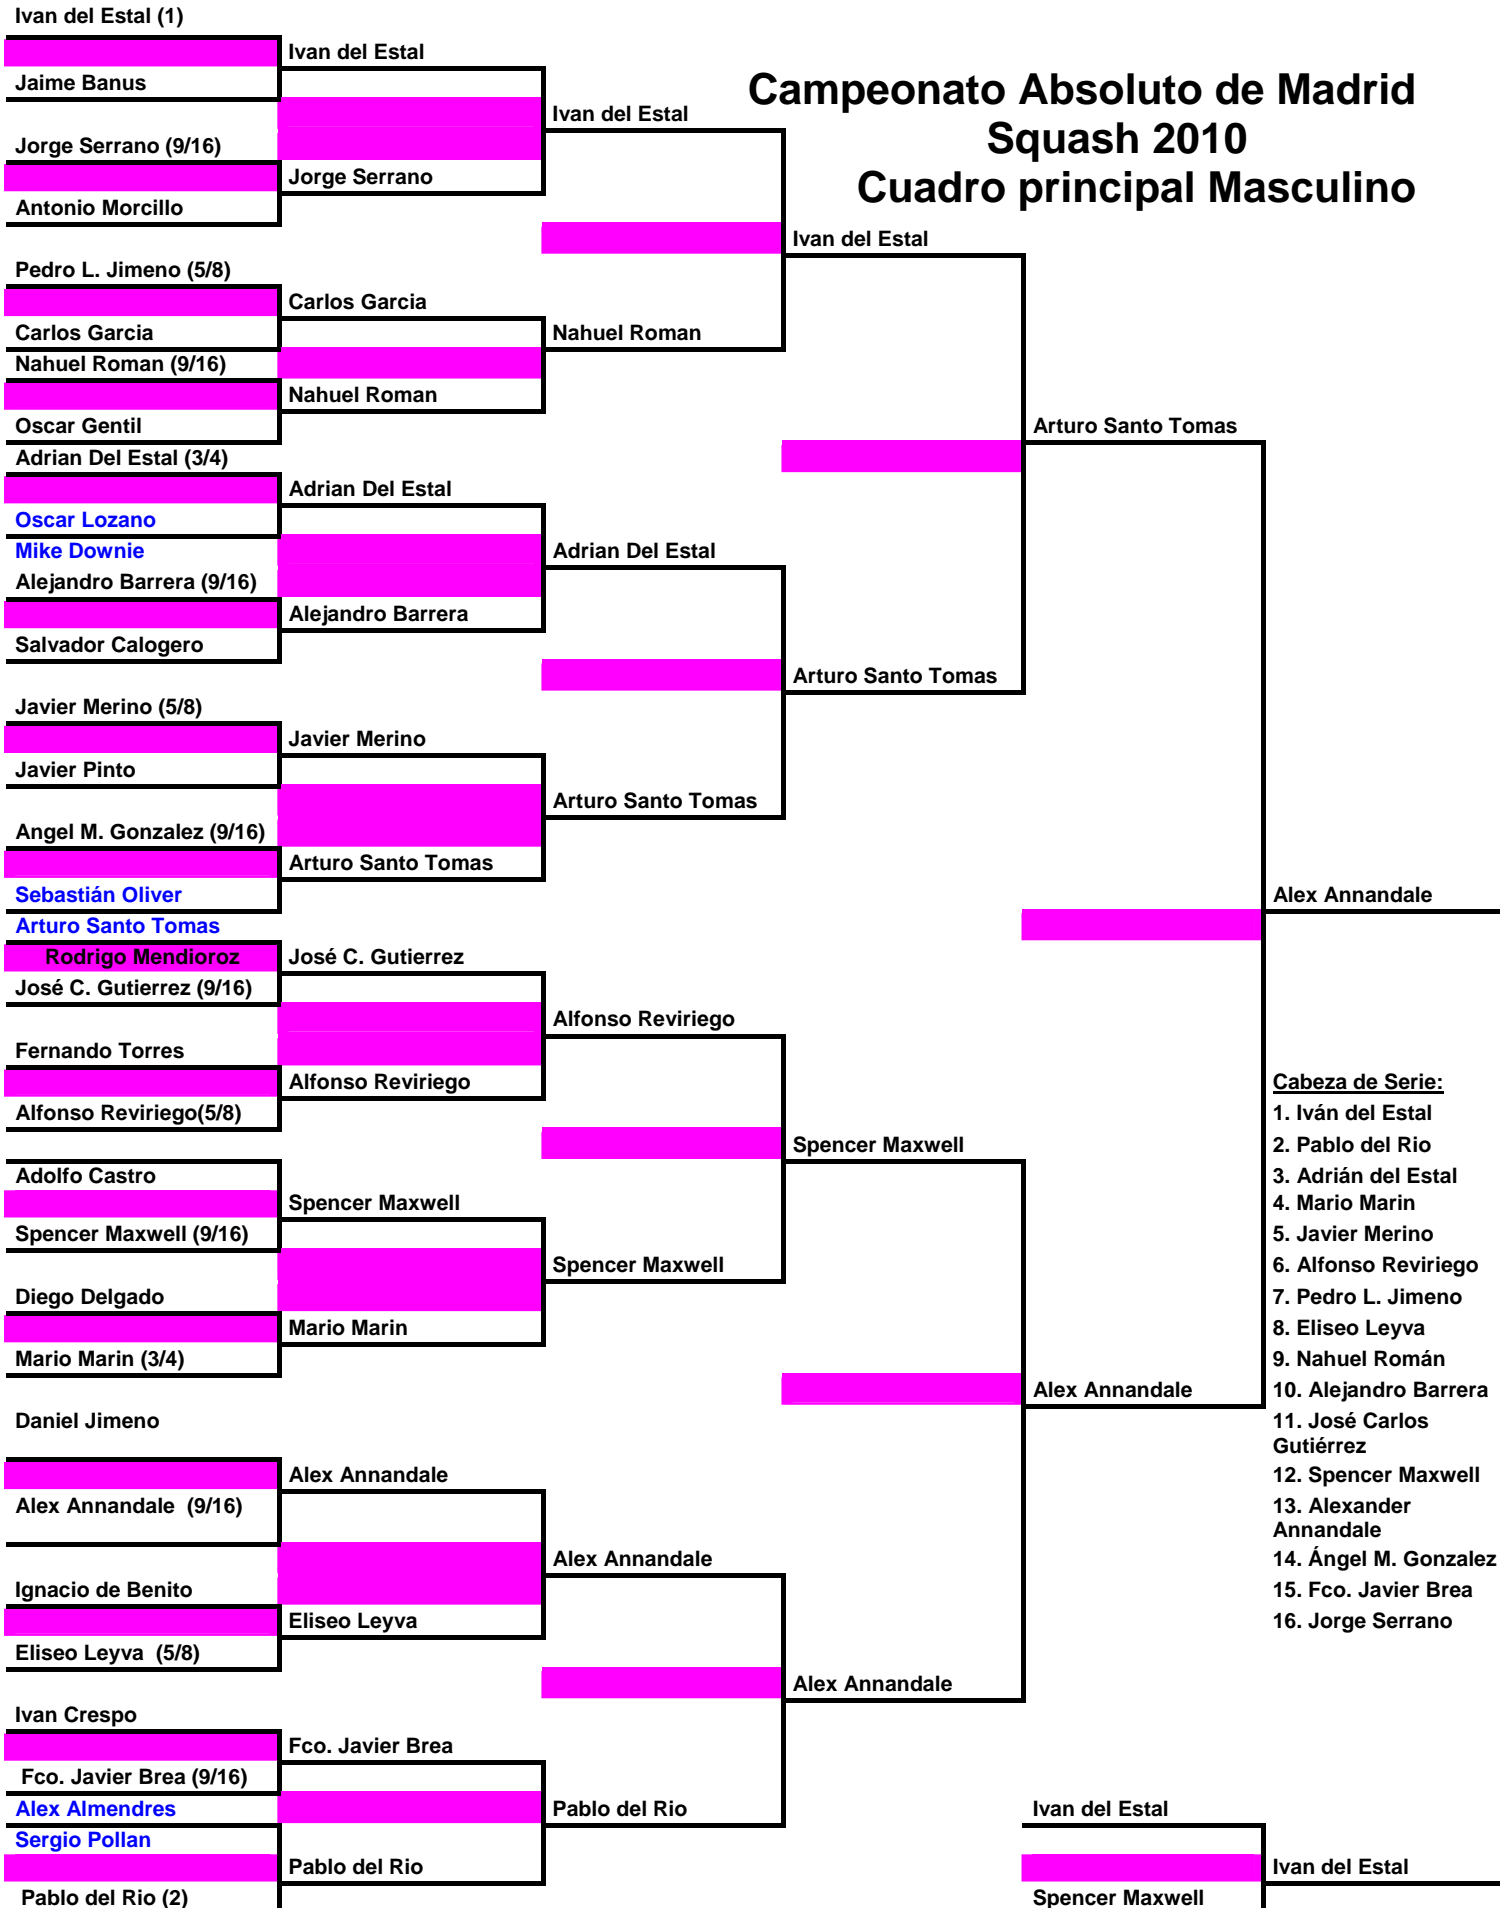 Ivan del Estal (1)
Ivan del Estal
Jaime Banus
Campeonato Absoluto de Madrid
Squash 2010
Cuadro principal Masculino
Ivan del Estal
Jorge Serrano (9/16)
Jorge Serrano
Antonio Morcillo
Ivan del Estal
Pedro L. Jimeno (5/8)
Carlos Garcia
Carlos Garcia
Nahuel Roman
Nahuel Roman (9/16)
Nahuel Roman
Oscar Gentil
Arturo Santo Tomas
Adrian Del Estal (3/4)
Adrian Del Estal
Oscar Lozano
Mike Downie
Adrian Del Estal
Alejandro Barrera (9/16)
Alejandro Barrera
Salvador Calogero
Arturo Santo Tomas
Javier Merino (5/8)
Javier Merino
Javier Pinto
Arturo Santo Tomas
Angel M. Gonzalez (9/16)
Arturo Santo Tomas
Sebastián Oliver
Alex Annandale
Arturo Santo Tomas
Rodrigo Mendioroz
José C. Gutierrez
José C. Gutierrez (9/16)
Alfonso Reviriego
Fernando Torres
Alfonso Reviriego
Alfonso Reviriego(5/8)
Spencer Maxwell
Adolfo Castro
Spencer Maxwell
Spencer Maxwell (9/16)
Spencer Maxwell
Diego Delgado
Mario Marin
Mario Marin (3/4)
Alex Annandale
Daniel Jimeno
Alex Annandale
Alex Annandale (9/16)
Alex Annandale
Ignacio de Benito
Eliseo Leyva
Eliseo Leyva (5/8)
Alex Annandale
Ivan Crespo
Fco. Javier Brea
Fco. Javier Brea (9/16)
Alex Almendres
Pablo del Rio
Sergio Pollan
Pablo del Rio
Pablo del Rio (2)
Cabeza de Serie:
1. Iván del Estal
2. Pablo del Rio
3. Adrián del Estal
4. Mario Marin
5. Javier Merino
6. Alfonso Reviriego
7. Pedro L. Jimeno
8. Eliseo Leyva
9. Nahuel Román
10. Alejandro Barrera
11. José Carlos
Gutiérrez
12. Spencer Maxwell
13. Alexander
Annandale
14. Ángel M. Gonzalez
15. Fco. Javier Brea
16. Jorge Serrano
Ivan del Estal
Ivan del Estal
Spencer Maxwell